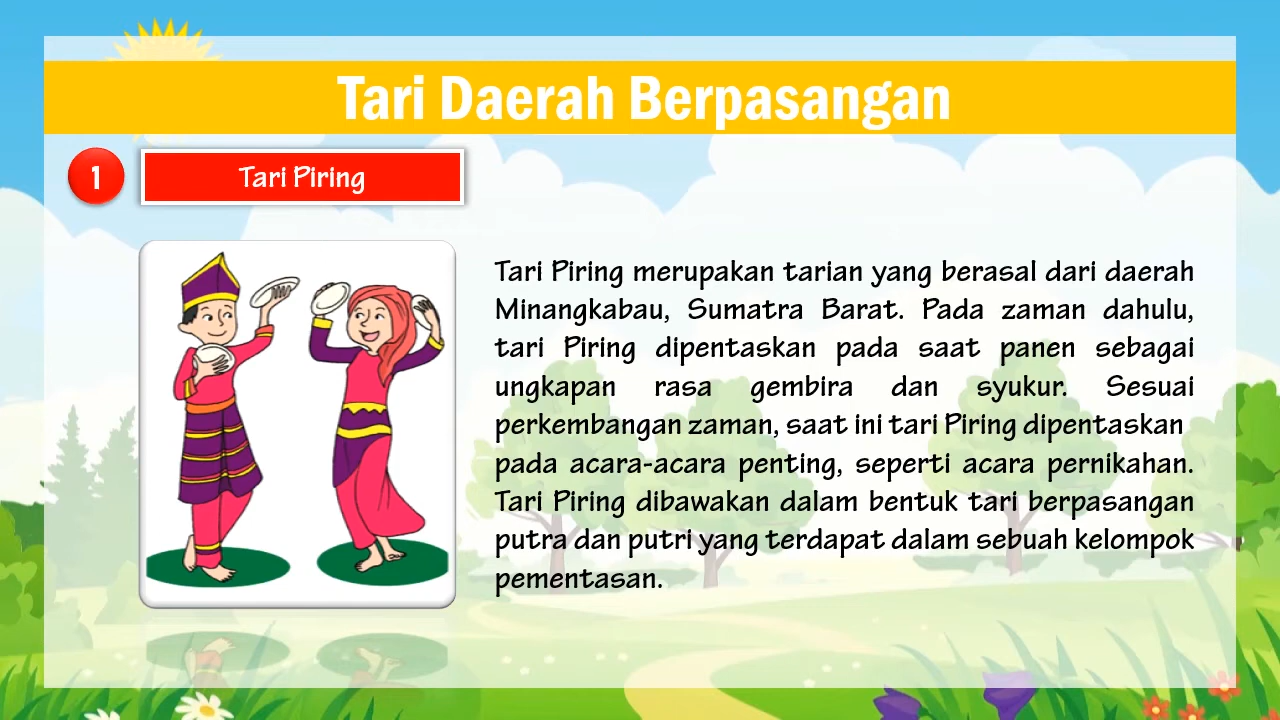 Tari Daerah Berpasangan
1
Tari Piring
Tari Piring merupakan tarian yang berasal dari daerah
Minangkabau, Sumatra Barat. Pada zaman dahulu,
tari Piring dipentaskan pada saat panen sebagai
ungkapan rasa gembira dan syukur. Sesuai
perkembangan zaman, saat ini tari Piring dipentaskan
pada acara-acara penting, seperti acara pernikahan.
Tari Piring dibawakan dalam bentuk tari berpasangan
putra dan putri yang terdapat dalam sebuah kelompok
pementasan.